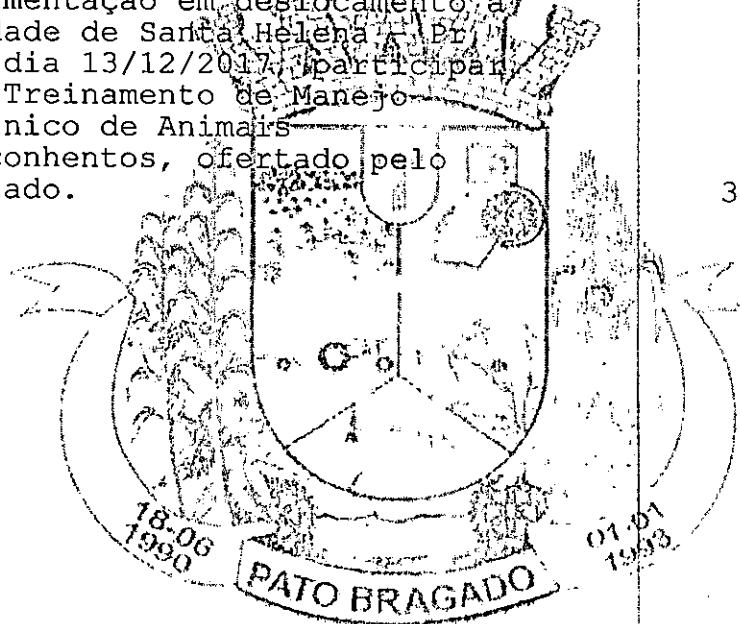 mentação em deslocamento a
dade de Santa Helena - Pr,
dia 13/12/2017, participar
Treinamento de Manejo
nico de Animais
conhentos, ofertado pelo
ado.
3
18.06
1990
01.01
1993
PATO BRAGADO